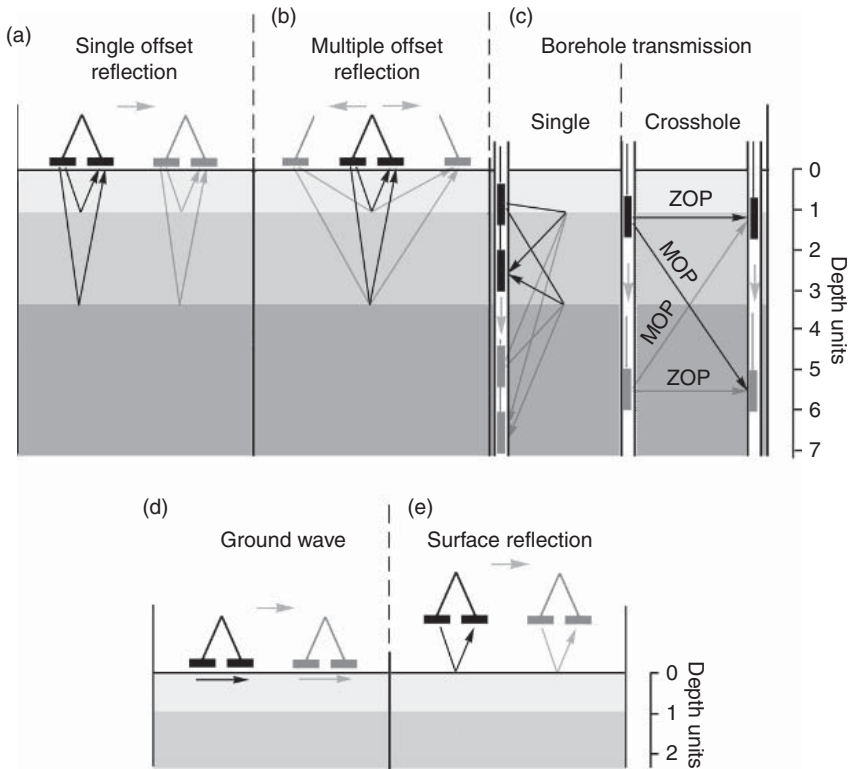 (a)
Single offset
reflection
(b)
Multiple offset
reflection
(c)
Borehole transmission
Single
Crosshole
ZOP
MOP
MOP
ZOP
0
1
2
3
4
5
6
7
Depth units
(d)
Ground wave
(e)
Surface reflection
0
1
2
Depth units